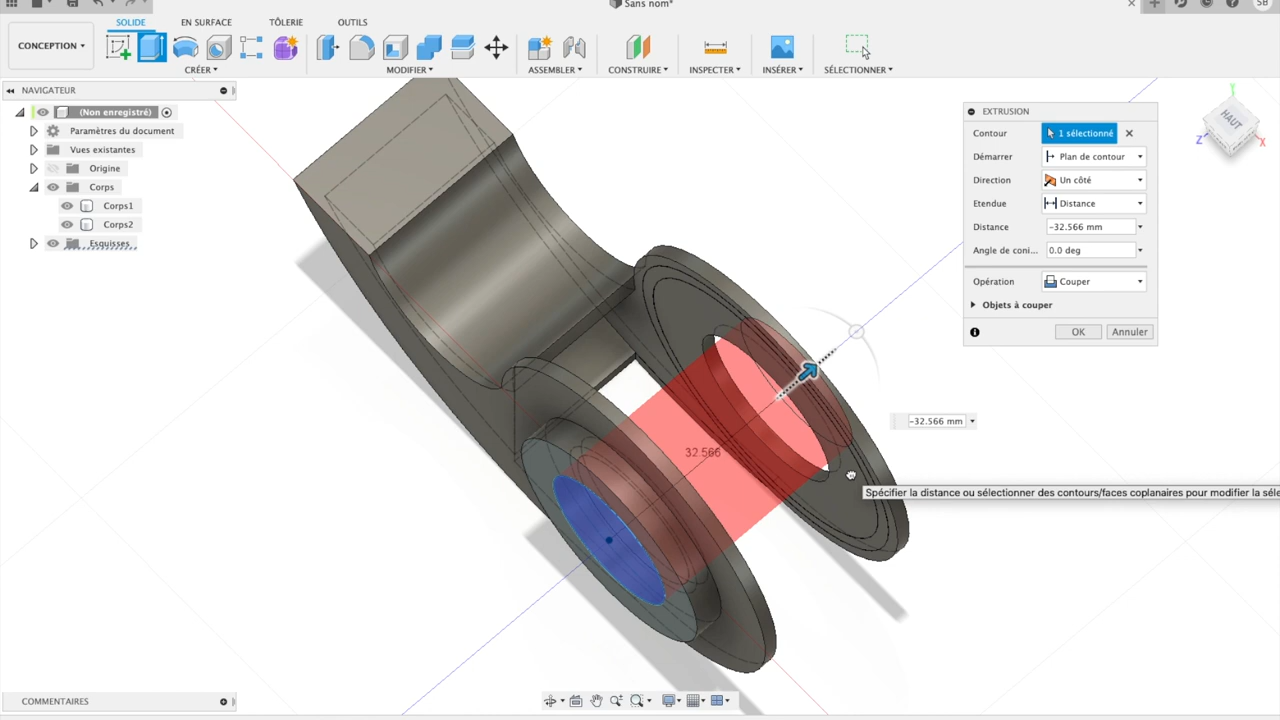 Sans nom*
SB
CONCEPTION
SOLIDE
EN SURFACE
TÔLERIE
OUTILS
CRÉER
MODIFIER
ASSEMBLER
CONSTRUIRE
INSPECTER
INSÉRER
SÉLECTIONNER
NAVIGATEUR
(Non enregistré)
Paramètres du document
Vues existantes
Origine
Corps
Corps1
Corps2
Esquisses
HAUT
Y
Z
X
EXTRUSION
Contour 1 sélectionné
Démarrer Plan de contour
Direction Un côté
Etendue Distance
Distance -32.566 mm
Angle de coni... 0.0 deg
Opération Couper
Objets à couper
OK Annuler
-32.566 mm
32.566
Spécifier la distance ou sélectionner des contours/faces coplanaires pour modifier la séle
COMMENTAIRES